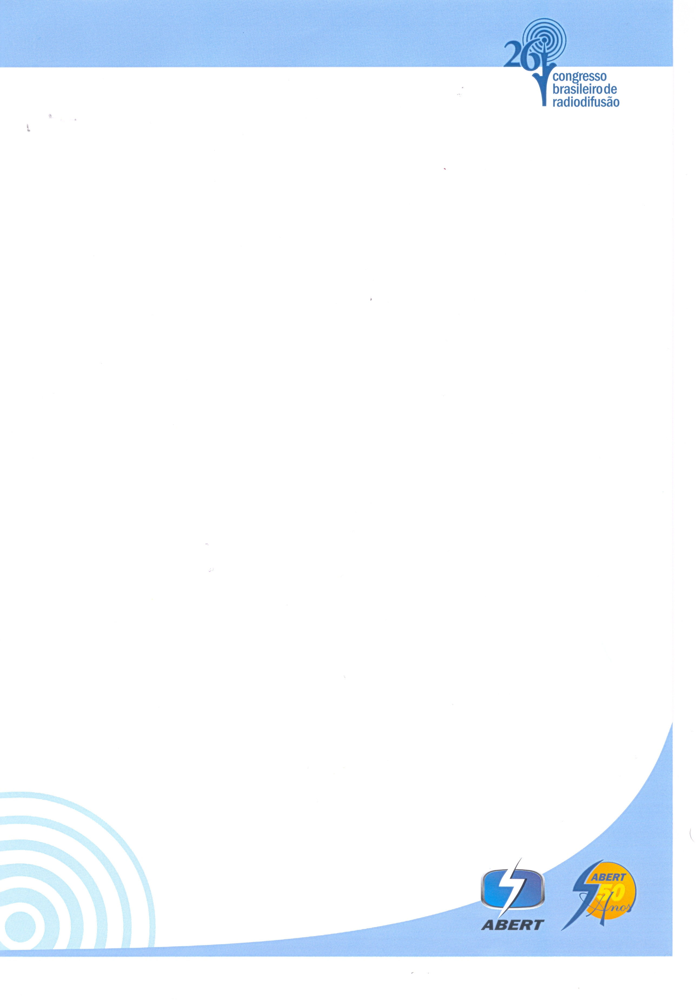 26
congresso
brasileiro de
radiodifusão
ABERT
ABERT
50
Anos